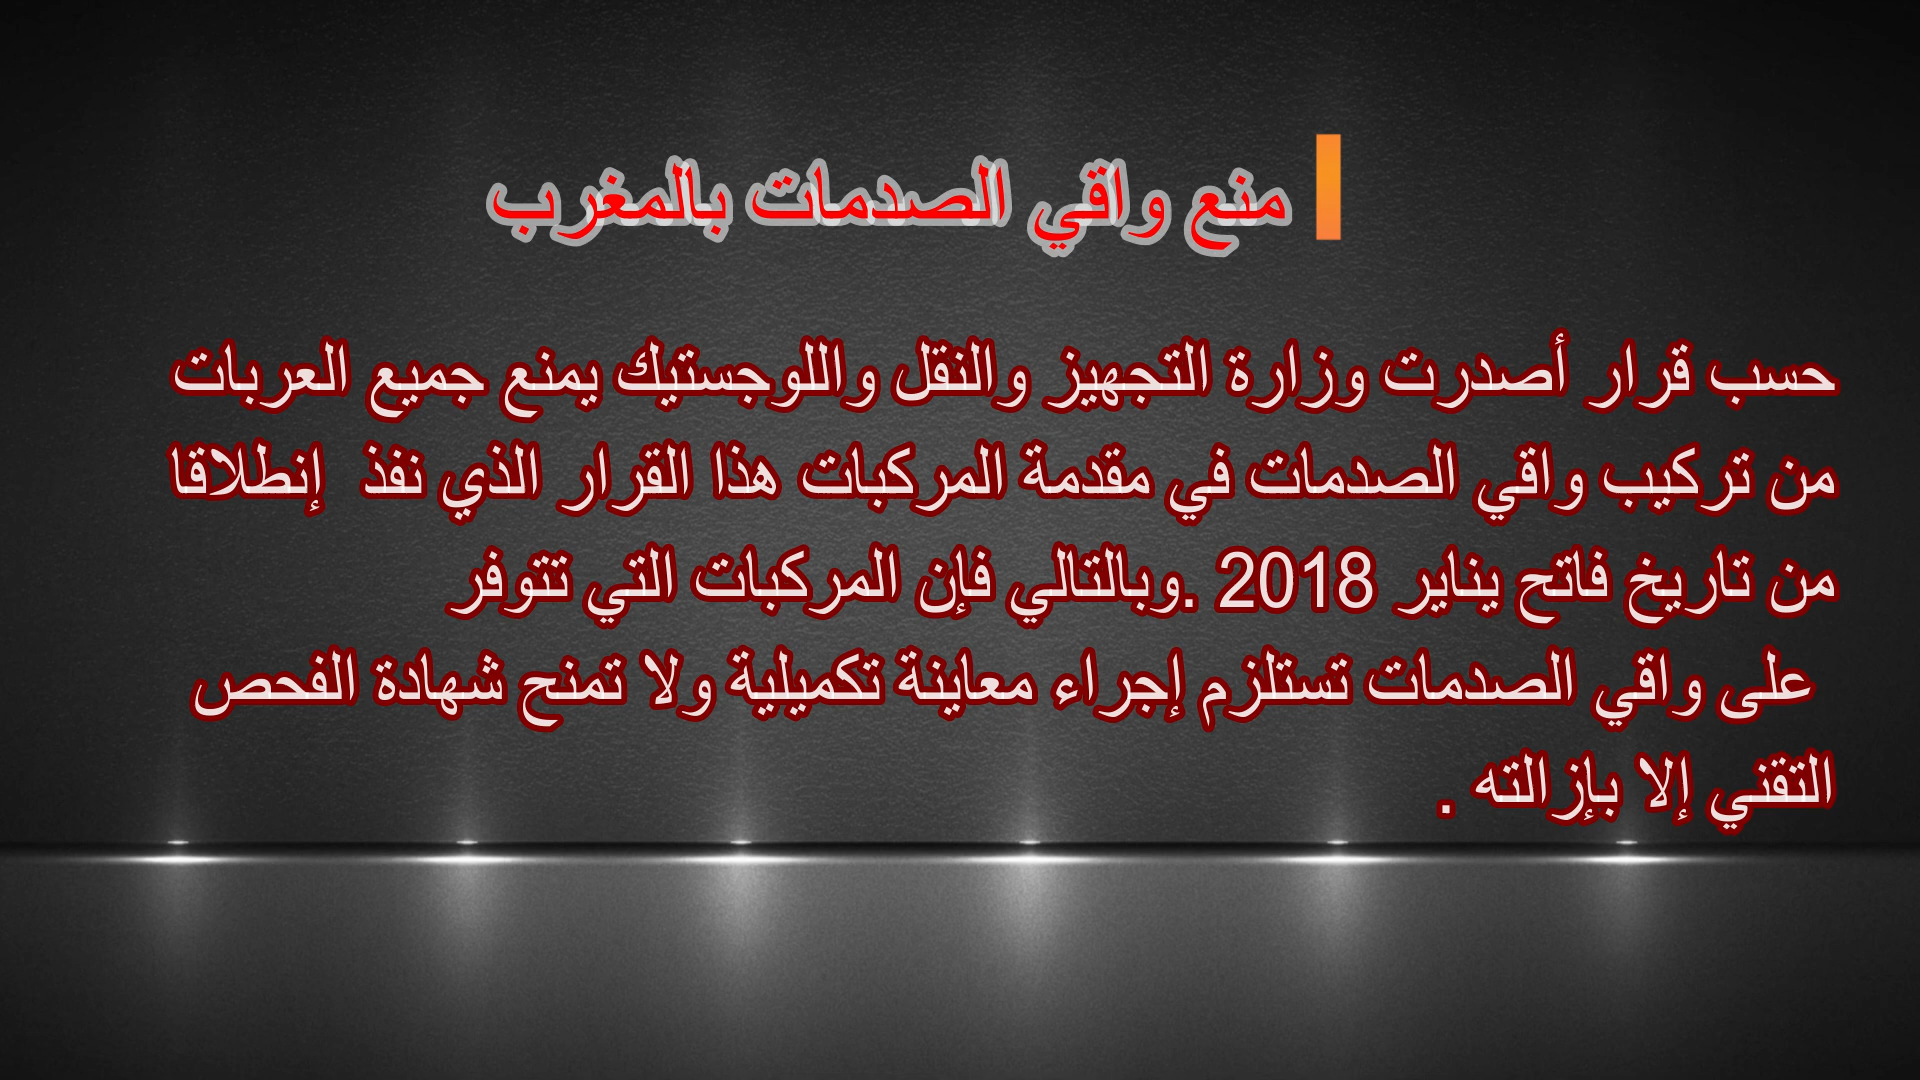 منع واقي الصدمات بالمغرب
حسب قرار أصدرت وزارة التجهيز والنقل واللوجستيك يمنع جميع العربات
من تركيب واقي الصدمات في مقدمة المركبات هذا القرار الذي نفذ إنطلاقا
من تاريخ فاتح يناير 2018 .وبالتالي فإن المركبات التي تتوفر
على واقي الصدمات تستلزم إجراء معاينة تكميلية ولا تمنح شهادة الفحص
التقني إلا بإزالته .